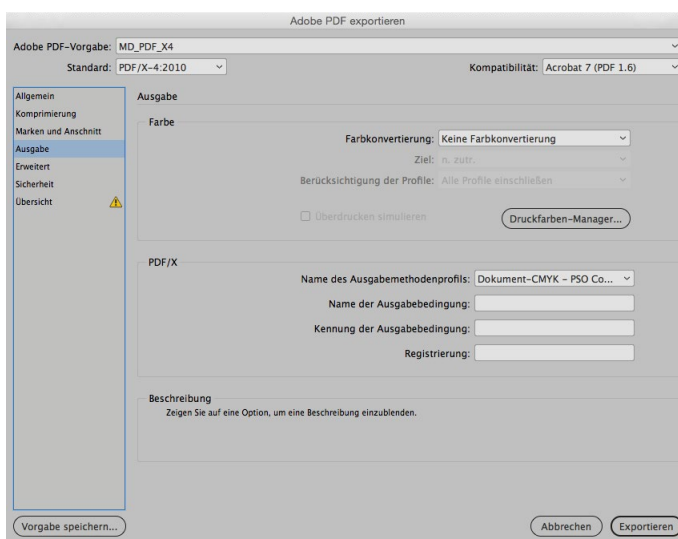 Adobe PDF exportieren
Adobe PDF-Vorgabe: MD_PDF_X4
Standard: PDF/X-4:2010 Kompatibilität: Acrobat 7 (PDF 1.6)
Allgemein
Komprimierung
Marken und Anschnitt
Ausgabe
Erweitert
Sicherheit
Übersicht
Ausgabe
Farbe
Farbkonvertierung: Keine Farbkonvertierung
Ziel: n. zutr.
Berücksichtigung der Profile: Alle Profile einschließen
Überdrucken simulieren Druckfarben-Manager...
PDF/X
Name des Ausgabemethodenprofils: Dokument-CMYK - PSO Co...
Name der Ausgabebedingung:
Kennung der Ausgabebedingung:
Registrierung:
Beschreibung
Zeigen Sie auf eine Option, um eine Beschreibung einzublenden.
Vorgabe speichern... Abbrechen Exportieren